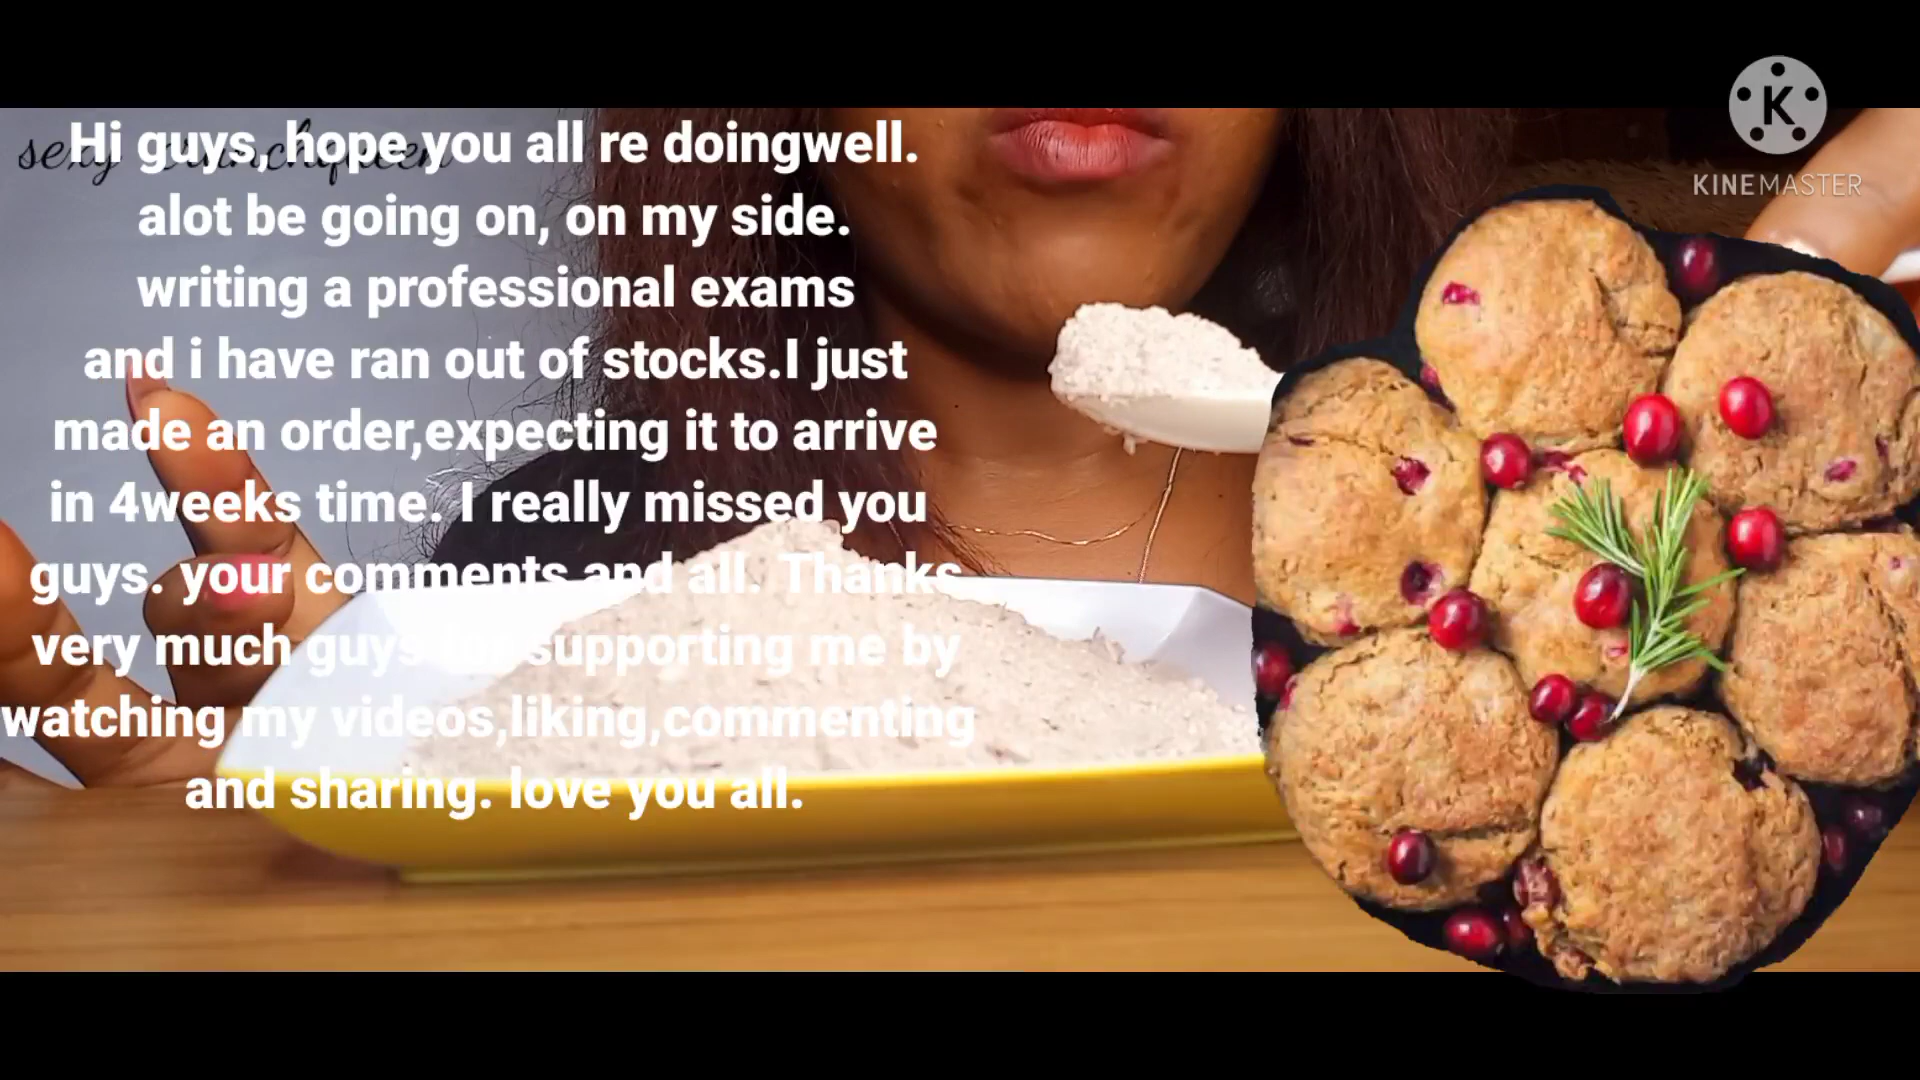 Hi guys, hope you all re doingwell.
alot be going on, on my side.
writing a professional exams
and i have ran out of stocks.I just
made an order,expecting it to arrive
in 4weeks time. I really missed you
guys. your comments and all. Thanks
very much guys for supporting me by
watching my videos,liking,commenting
and sharing. love you all.
sexy crunchqueen
K
KINEMASTER